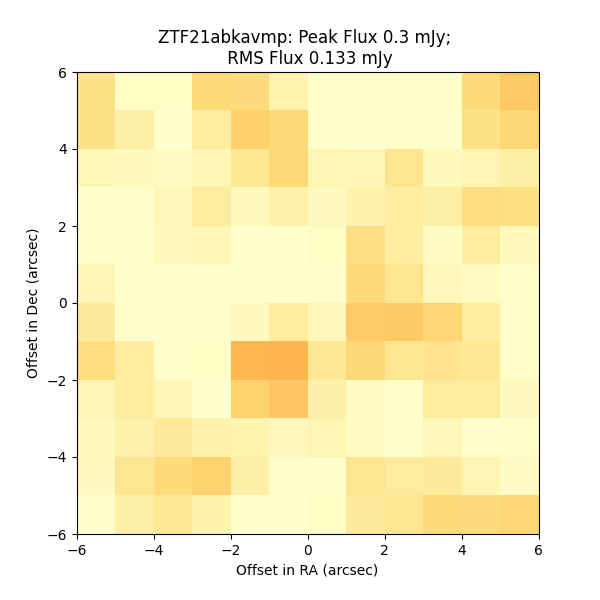 ZTF21abkavmp: Peak Flux 0.3 mJy;
RMS Flux 0.133 mJy
6
4
2
0
−2
−4
−6
Offset in Dec (arcsec)
−6 −4 −2 0 2 4 6
Offset in RA (arcsec)